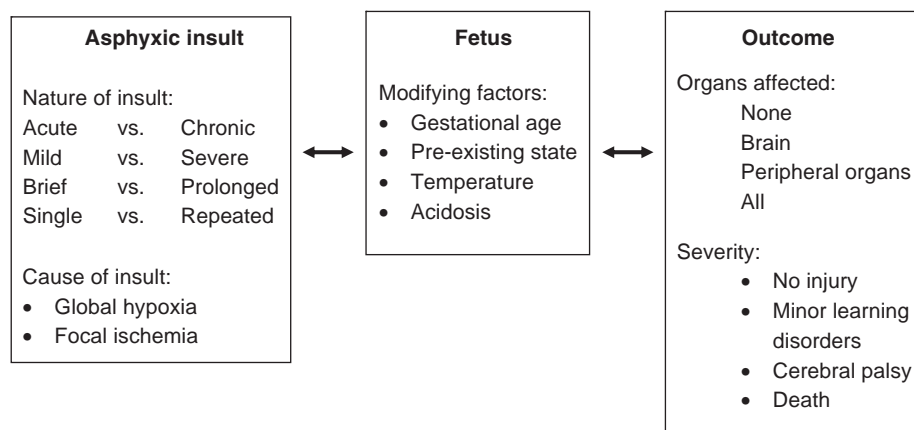 Asphyxic insult
Nature of insult:
Acute vs. Chronic
Mild vs. Severe
Brief vs. Prolonged
Single vs. Repeated
Cause of insult:
• Global hypoxia
• Focal ischemia
Fetus
Modifying factors:
• Gestational age
• Pre-existing state
• Temperature
• Acidosis
Outcome
Organs affected:
None
Brain
Peripheral organs
All
Severity:
• No injury
• Minor learning
disorders
• Cerebral palsy
• Death